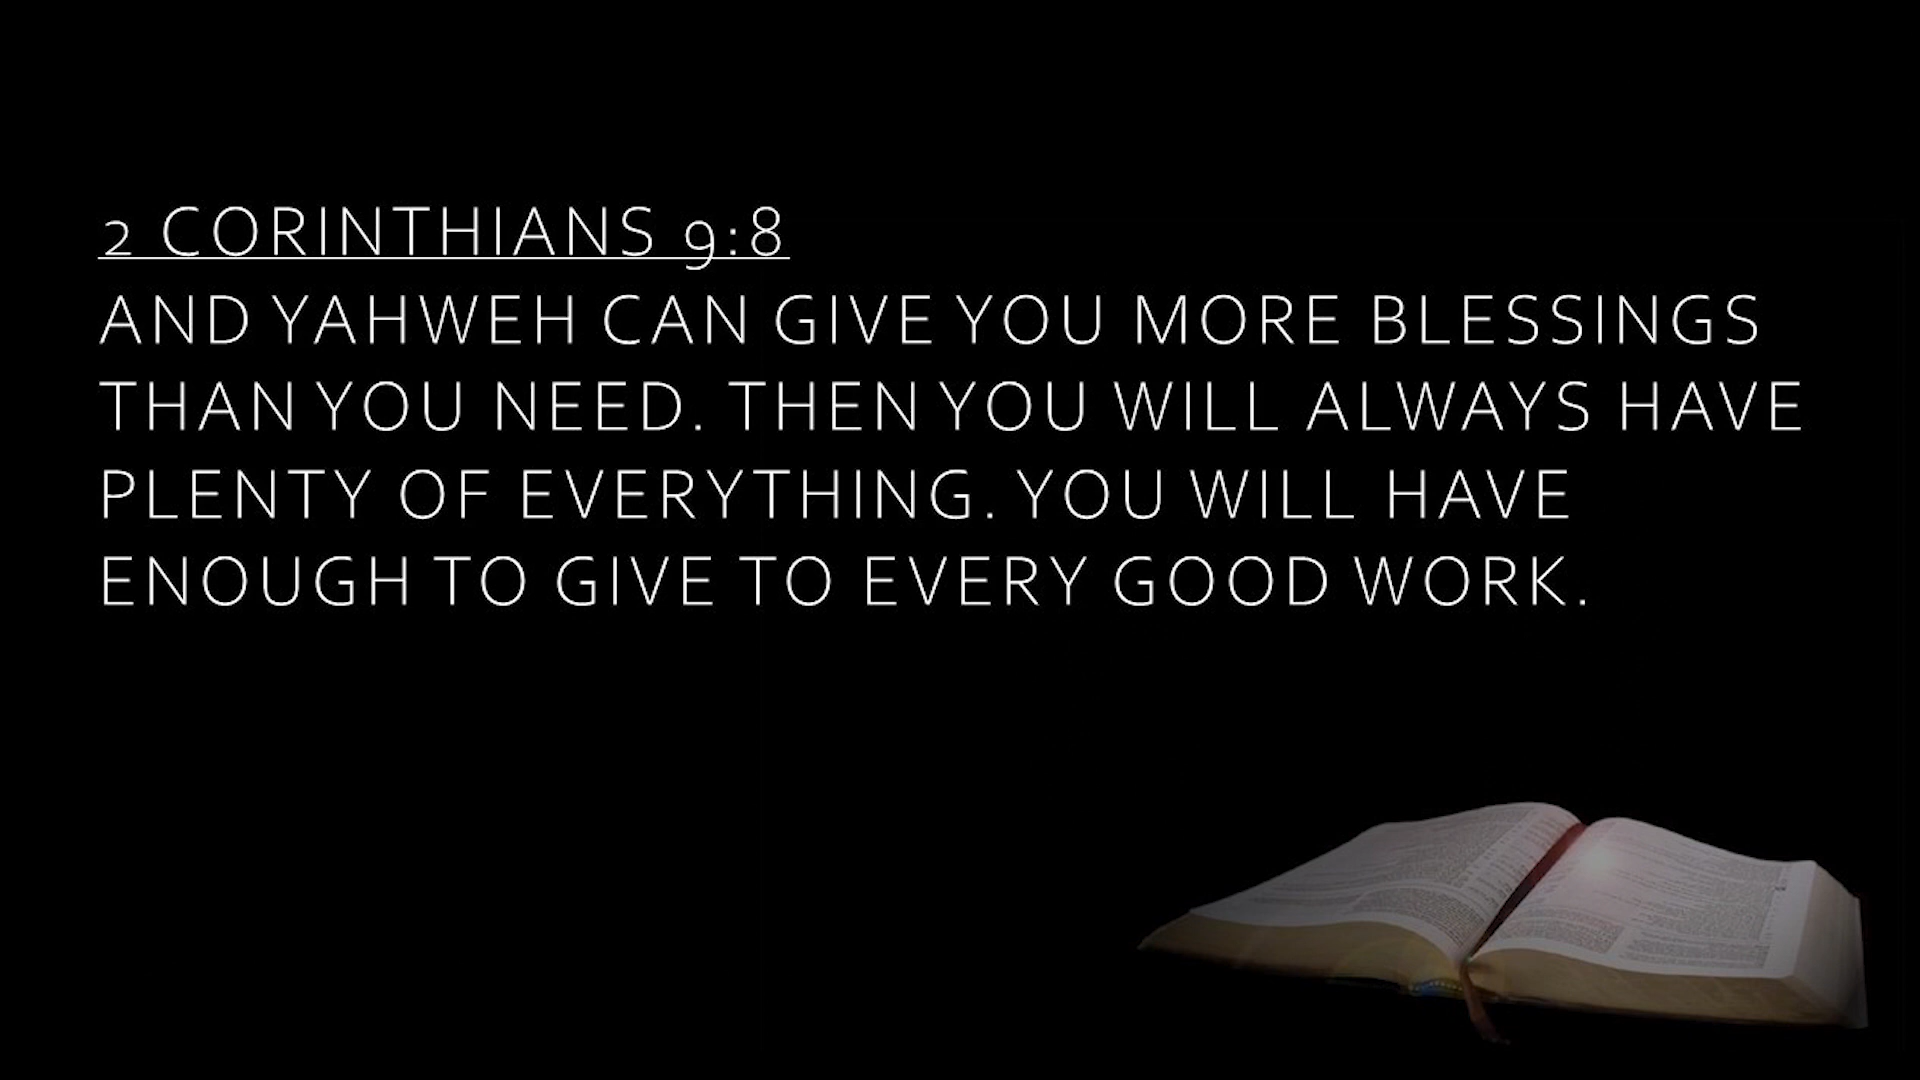 2 CORINTHIANS 9:8
AND YAHWEH CAN GIVE YOU MORE BLESSINGS
THAN YOU NEED. THEN YOU WILL ALWAYS HAVE
PLENTY OF EVERYTHING. YOU WILL HAVE
ENOUGH TO GIVE TO EVERY GOOD WORK.